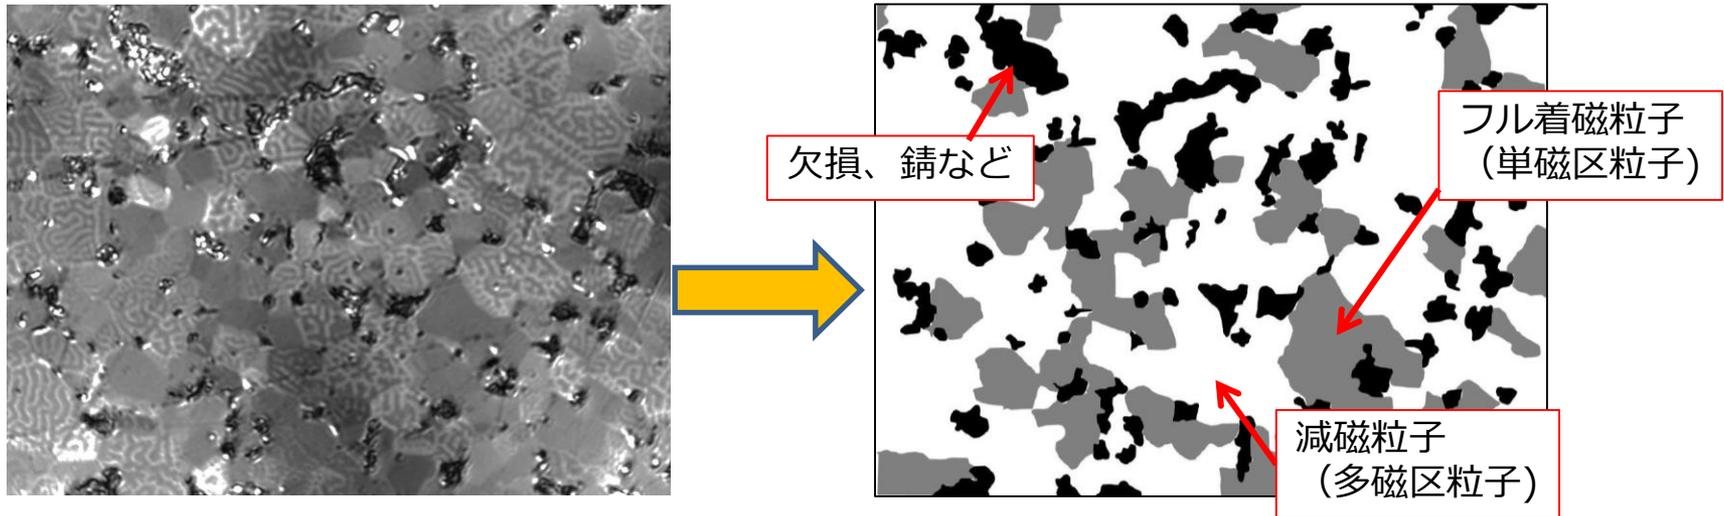 欠損、錆など
フル着磁粒子
（単磁区粒子)
減磁粒子
（多磁区粒子)